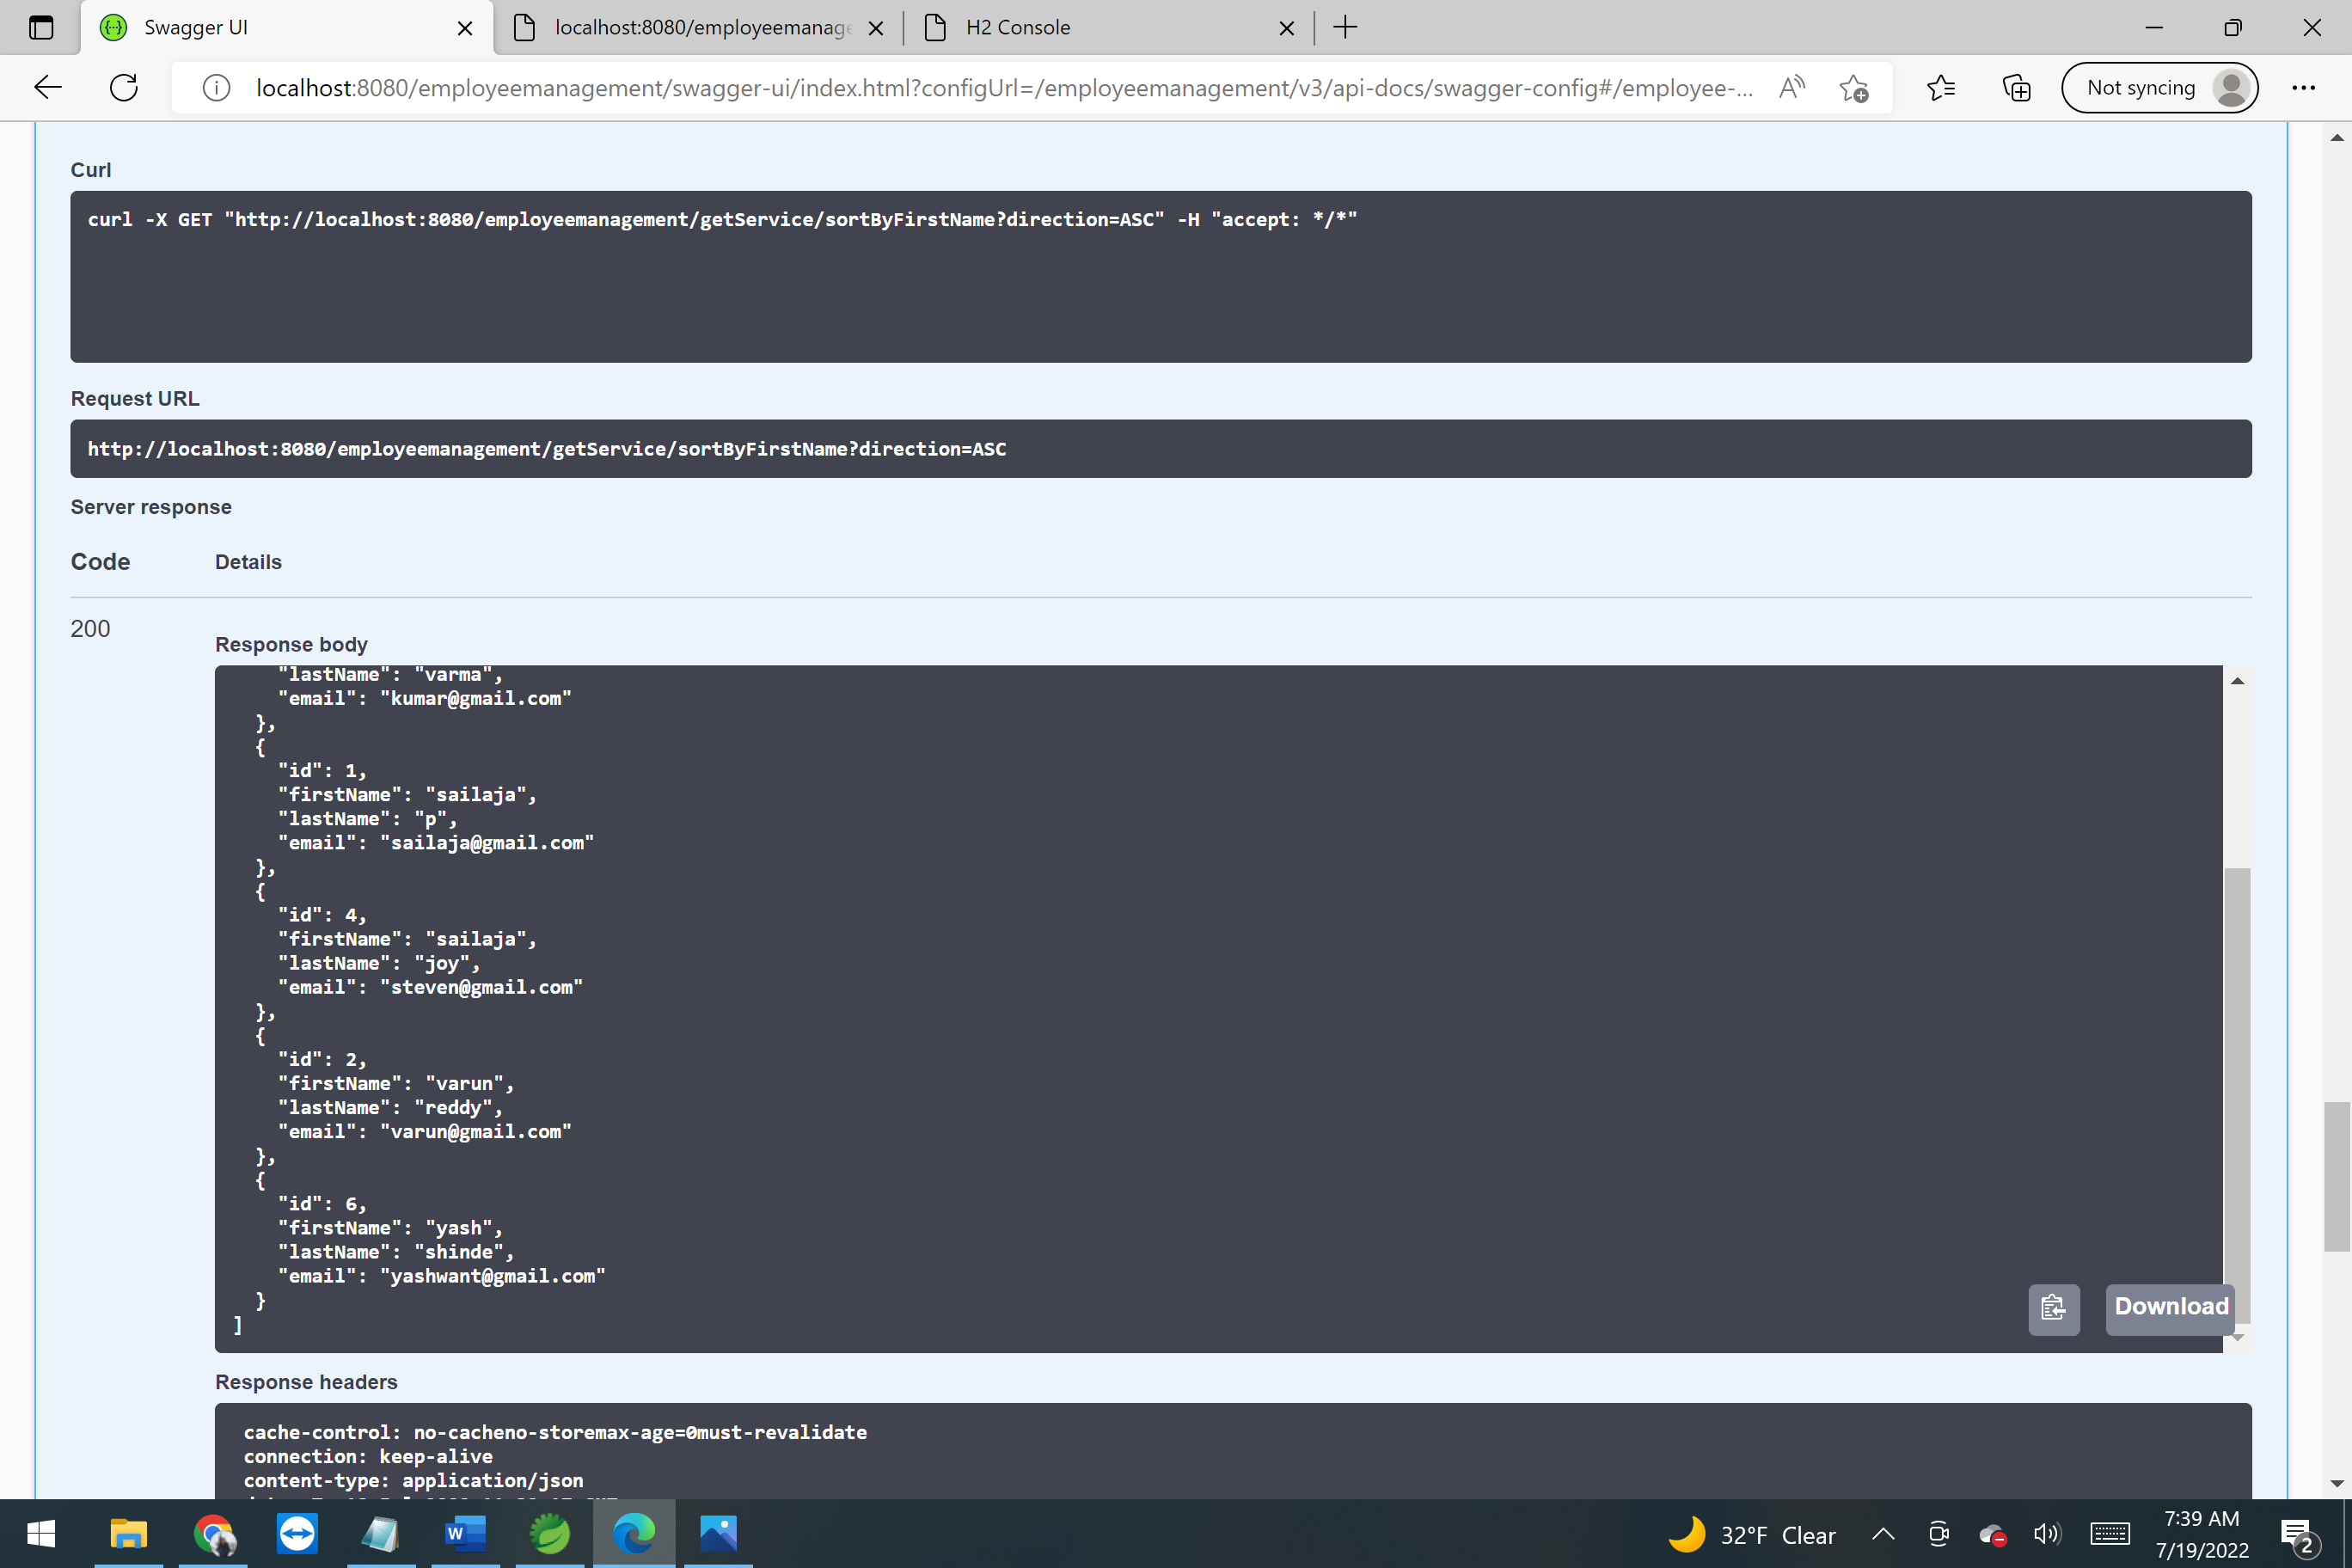 Swagger UI
localhost:8080/employeemanage
H2 Console
localhost:8080/employeemanagement/swagger-ui/index.html?configUrl=/employeemanagement/v3/api-docs/swagger-config#/employee-...
Not syncing
Curl
curl -X GET "http://localhost:8080/employeemanagement/getService/sortByFirstName?direction=ASC" -H "accept: */*"
Request URL
http://localhost:8080/employeemanagement/getService/sortByFirstName?direction=ASC
Server response
Code Details
200
Response body
"lastName": "varma",
"email": "kumar@gmail.com"
},
{
"id": 1,
"firstName": "sailaja",
"lastName": "p",
"email": "sailaja@gmail.com"
},
{
"id": 4,
"firstName": "sailaja",
"lastName": "joy",
"email": "steven@gmail.com"
},
{
"id": 2,
"firstName": "varun",
"lastName": "reddy",
"email": "varun@gmail.com"
},
{
"id": 6,
"firstName": "yash",
"lastName": "shinde",
"email": "yashwant@gmail.com"
}
]
Download
Response headers
cache-control: no-cacheno-storemax-age=0must-revalidate
connection: keep-alive
content-type: application/json
32°F Clear
7:39 AM
7/19/2022
2